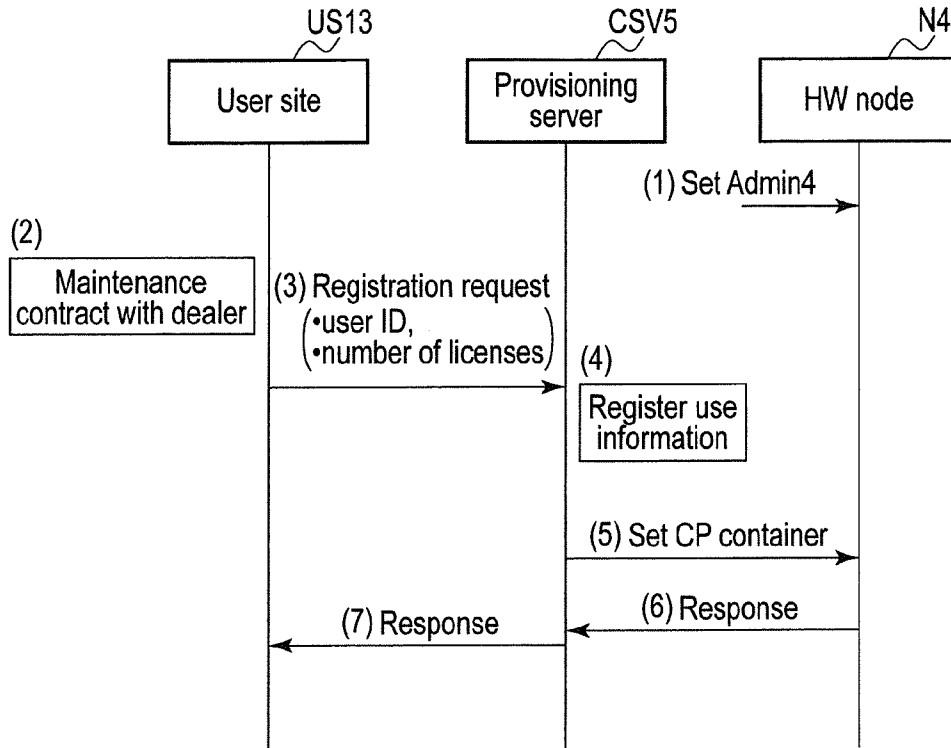 US13
CSV5
N4
User site
Provisioning
server
HW node
(1) Set Admin4
(2)
Maintenance
contract with dealer
(3) Registration request
•user ID,
•number of licenses
(4)
Register use
information
(5) Set CP container
(6) Response
(7) Response